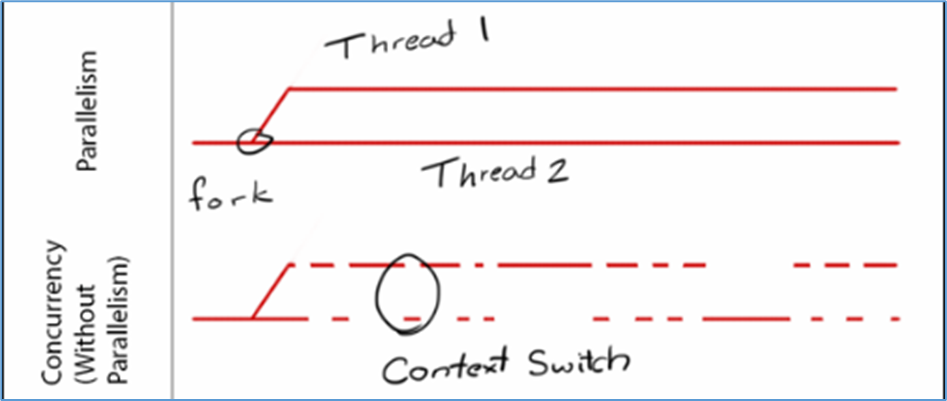 Parallelism
Thread 1
Thread 2
fork
Concurrency
(Without
Parallelism)
Context Switch